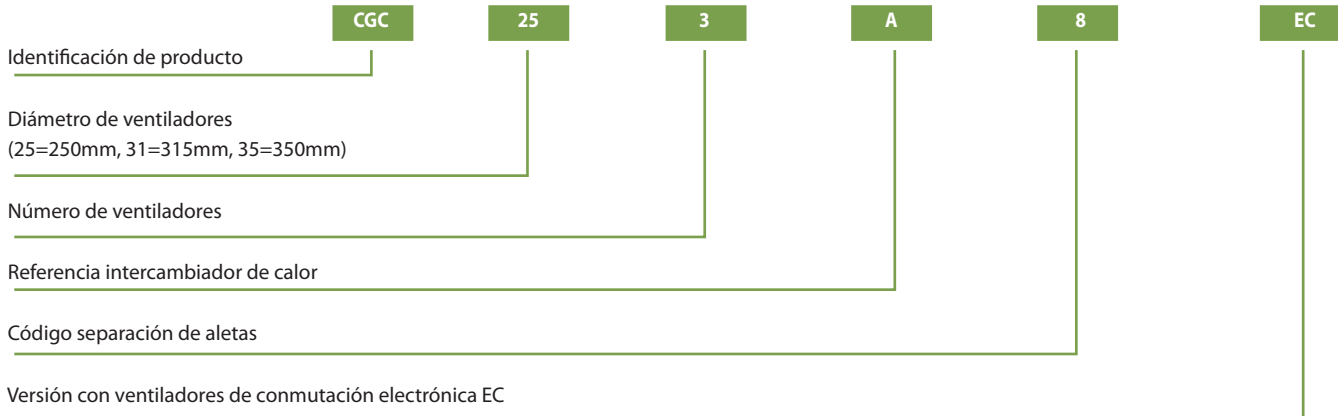 CGC 25 3 A 8 EC
Identificación de producto
Diámetro de ventiladores
(25=250mm, 31=315mm, 35=350mm)
Número de ventiladores
Referencia intercambiador de calor
Código separación de aletas
Versión con ventiladores de conmutación electrónica EC